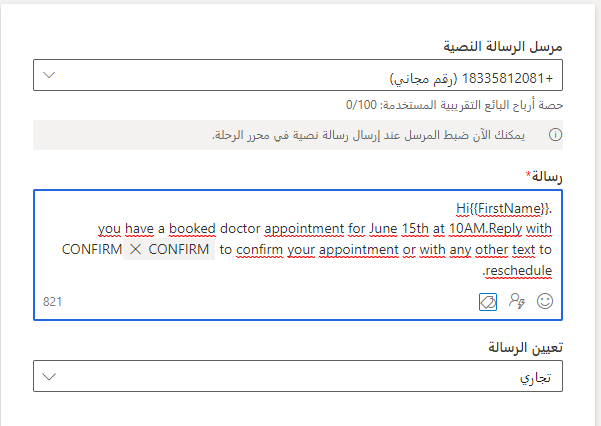 مرسل الرسالة النصية
+18335812081 (رقم مجاني)
حصة أرباح البائع التقريبية المستخدمة: 0/100
يمكنك الآن ضبط المرسل عند إرسال رسالة نصية في محرر الرحلة.
رسالة*
Hi{{FirstName}}.
you have a booked doctor appointment for June 15th at 10AM.Reply with
CONFIRM × CONFIRM to confirm your appointment or with any other text to
reschedule.
821
تعيين الرسالة
تجاري